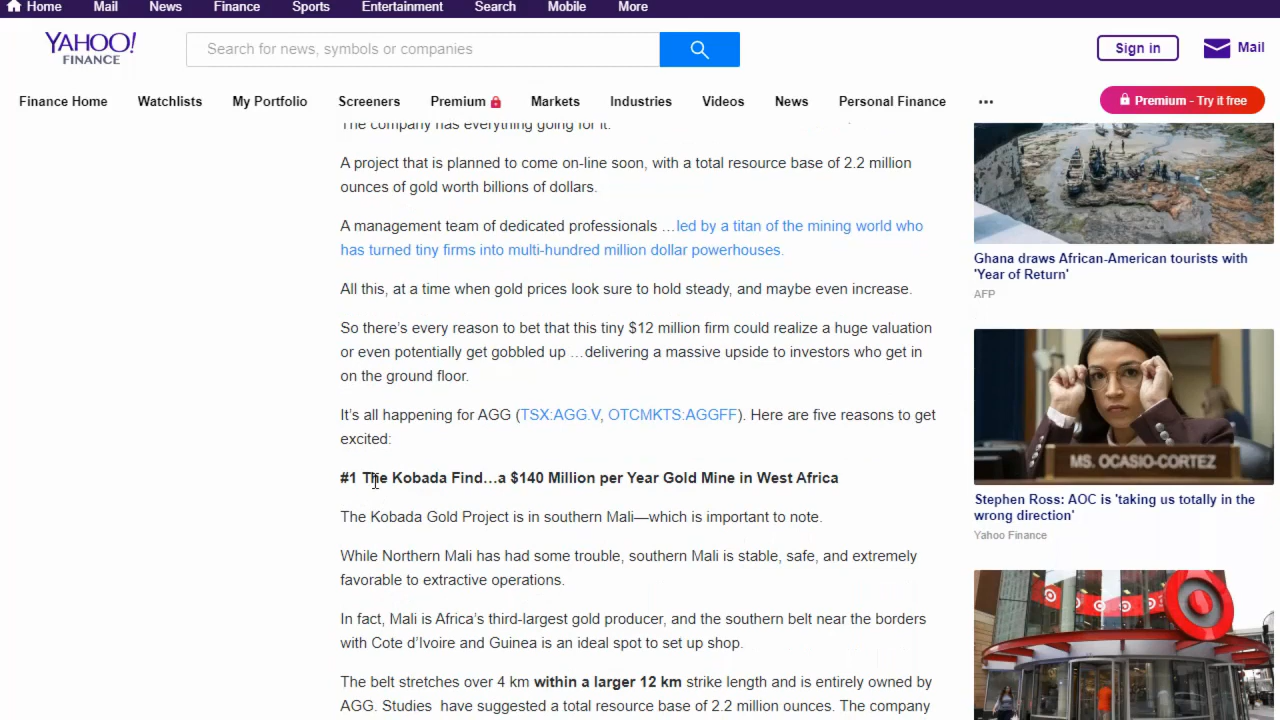 Home Mail News Finance Sports Entertainment Search Mobile More
YAHOO!
FINANCE
Search for news, symbols or companies
Sign in
Mail
Finance Home Watchlists My Portfolio Screeners Premium Markets Industries Videos News Personal Finance ...
Premium - Try it free
The company has everything going for it.
A project that is planned to come on-line soon, with a total resource base of 2.2 million
ounces of gold worth billions of dollars.
A management team of dedicated professionals …led by a titan of the mining world who
has turned tiny firms into multi-hundred million dollar powerhouses.
All this, at a time when gold prices look sure to hold steady, and maybe even increase.
So there’s every reason to bet that this tiny $12 million firm could realize a huge valuation
or even potentially get gobbled up …delivering a massive upside to investors who get in
on the ground floor.
It’s all happening for AGG (TSX:AGG.V, OTCMKTS:AGGFF). Here are five reasons to get
excited:
#1 The Kobada Find…a $140 Million per Year Gold Mine in West Africa
The Kobada Gold Project is in southern Mali—which is important to note.
While Northern Mali has had some trouble, southern Mali is stable, safe, and extremely
favorable to extractive operations.
In fact, Mali is Africa’s third-largest gold producer, and the southern belt near the borders
with Cote d’Ivoire and Guinea is an ideal spot to set up shop.
The belt stretches over 4 km within a larger 12 km strike length and is entirely owned by
AGG. Studies have suggested a total resource base of 2.2 million ounces. The company
Ghana draws African-American tourists with
'Year of Return'
AFP
MS. OCASIO-CORTEZ
Stephen Ross: AOC is 'taking us totally in the
wrong direction'
Yahoo Finance